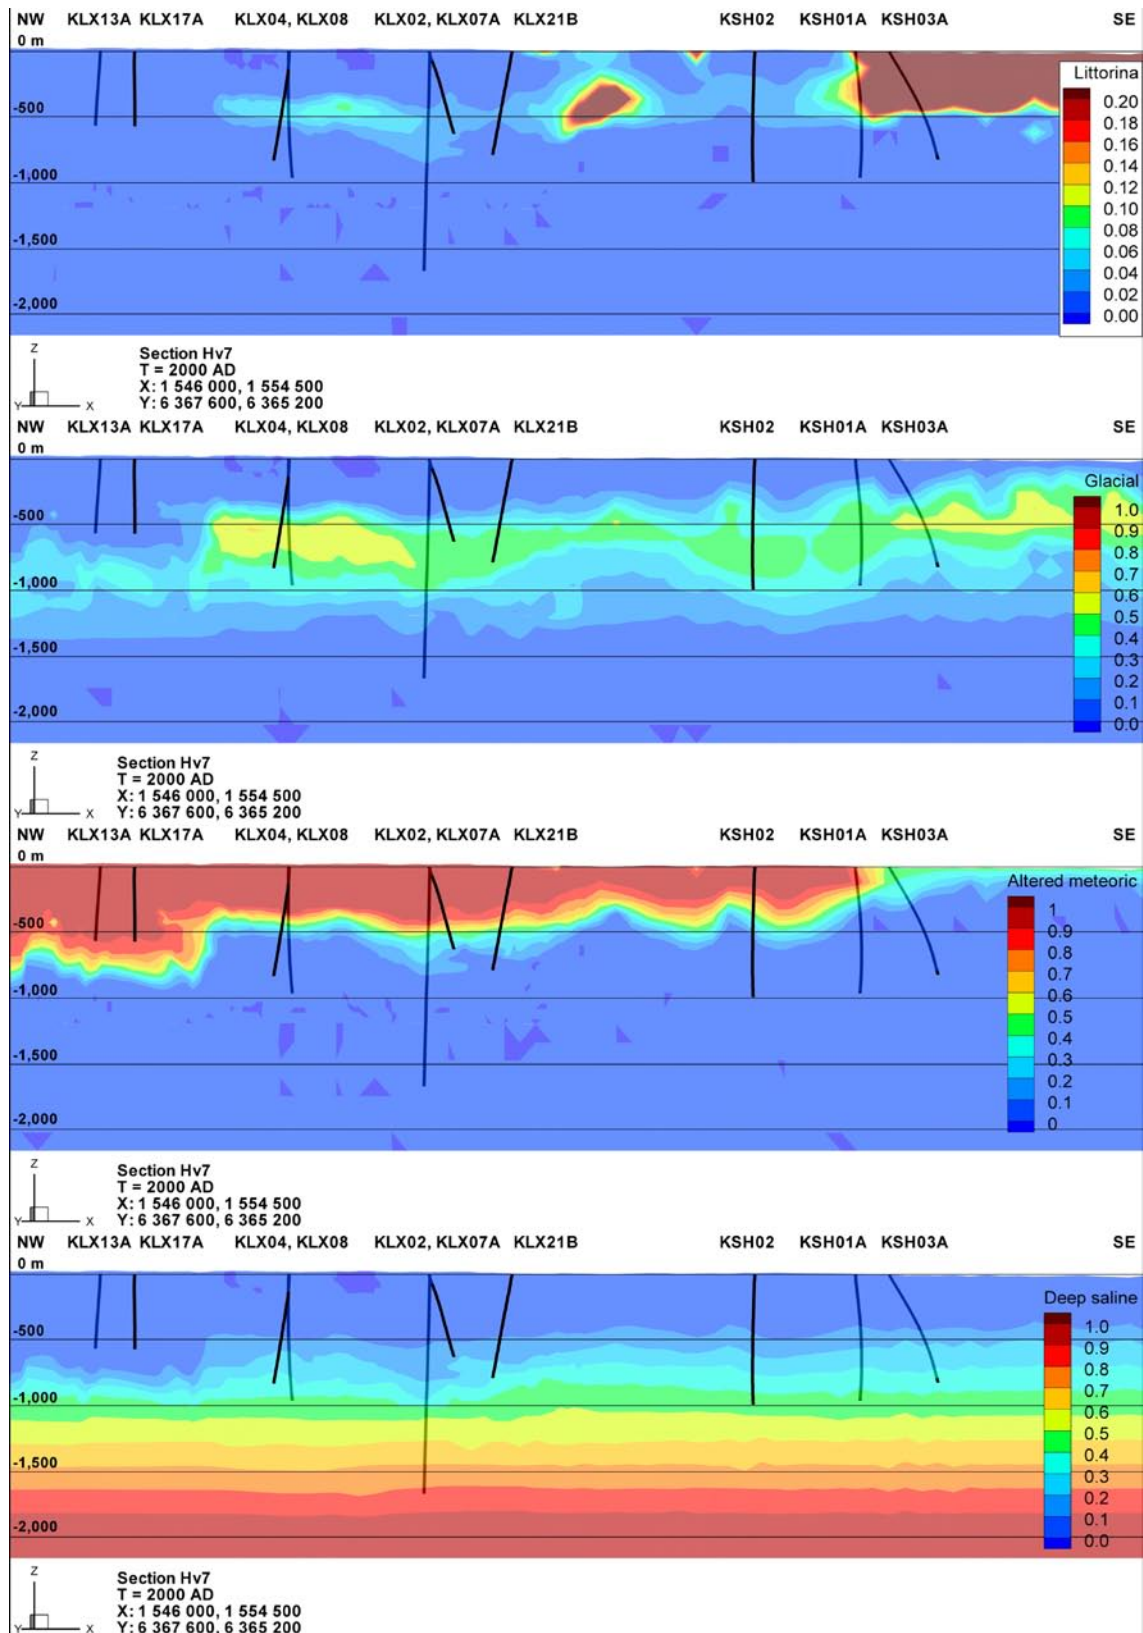 NW KLX13A KLX17A KLX04, KLX08 KLX02, KLX07A KLX21B KSH02 KSH01A KSH03A SE
0 m
Littorina
0.20
0.18
0.16
0.14
0.12
0.10
0.08
0.06
0.04
0.02
0.00
-500
-1,000
-1,500
-2,000
Z
Y X
Section Hv7
T = 2000 AD
X: 1 546 000, 1 554 500
Y: 6 367 600, 6 365 200
NW KLX13A KLX17A KLX04, KLX08 KLX02, KLX07A KLX21B KSH02 KSH01A KSH03A SE
0 m
Glacial
1.0
0.9
0.8
0.7
0.6
0.5
0.4
0.3
0.2
0.1
0.0
-500
-1,000
-1,500
-2,000
Z
Y X
Section Hv7
T = 2000 AD
X: 1 546 000, 1 554 500
Y: 6 367 600, 6 365 200
NW KLX13A KLX17A KLX04, KLX08 KLX02, KLX07A KLX21B KSH02 KSH01A KSH03A SE
0 m
Altered meteoric
1
0.9
0.8
0.7
0.6
0.5
0.4
0.3
0.2
0.1
0
-500
-1,000
-1,500
-2,000
Z
Y X
Section Hv7
T = 2000 AD
X: 1 546 000, 1 554 500
Y: 6 367 600, 6 365 200
NW KLX13A KLX17A KLX04, KLX08 KLX02, KLX07A KLX21B KSH02 KSH01A KSH03A SE
0 m
Deep saline
1.0
0.9
0.8
0.7
0.6
0.5
0.4
0.3
0.2
0.1
0.0
-500
-1,000
-1,500
-2,000
Z
Y X
Section Hv7
T = 2000 AD
X: 1 546 000, 1 554 500
Y: 6 367 600, 6 365 200